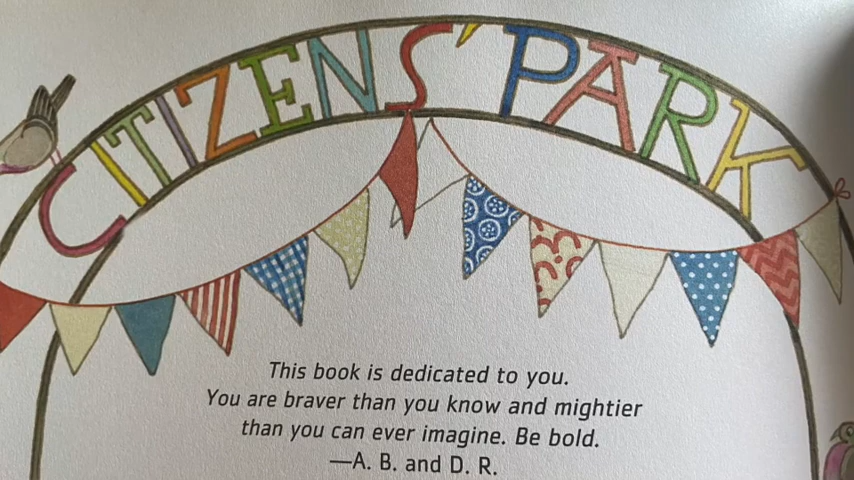 CITIZENS' PARK
This book is dedicated to you.
You are braver than you know and mightier
than you can ever imagine. Be bold.
—A. B. and D. R.